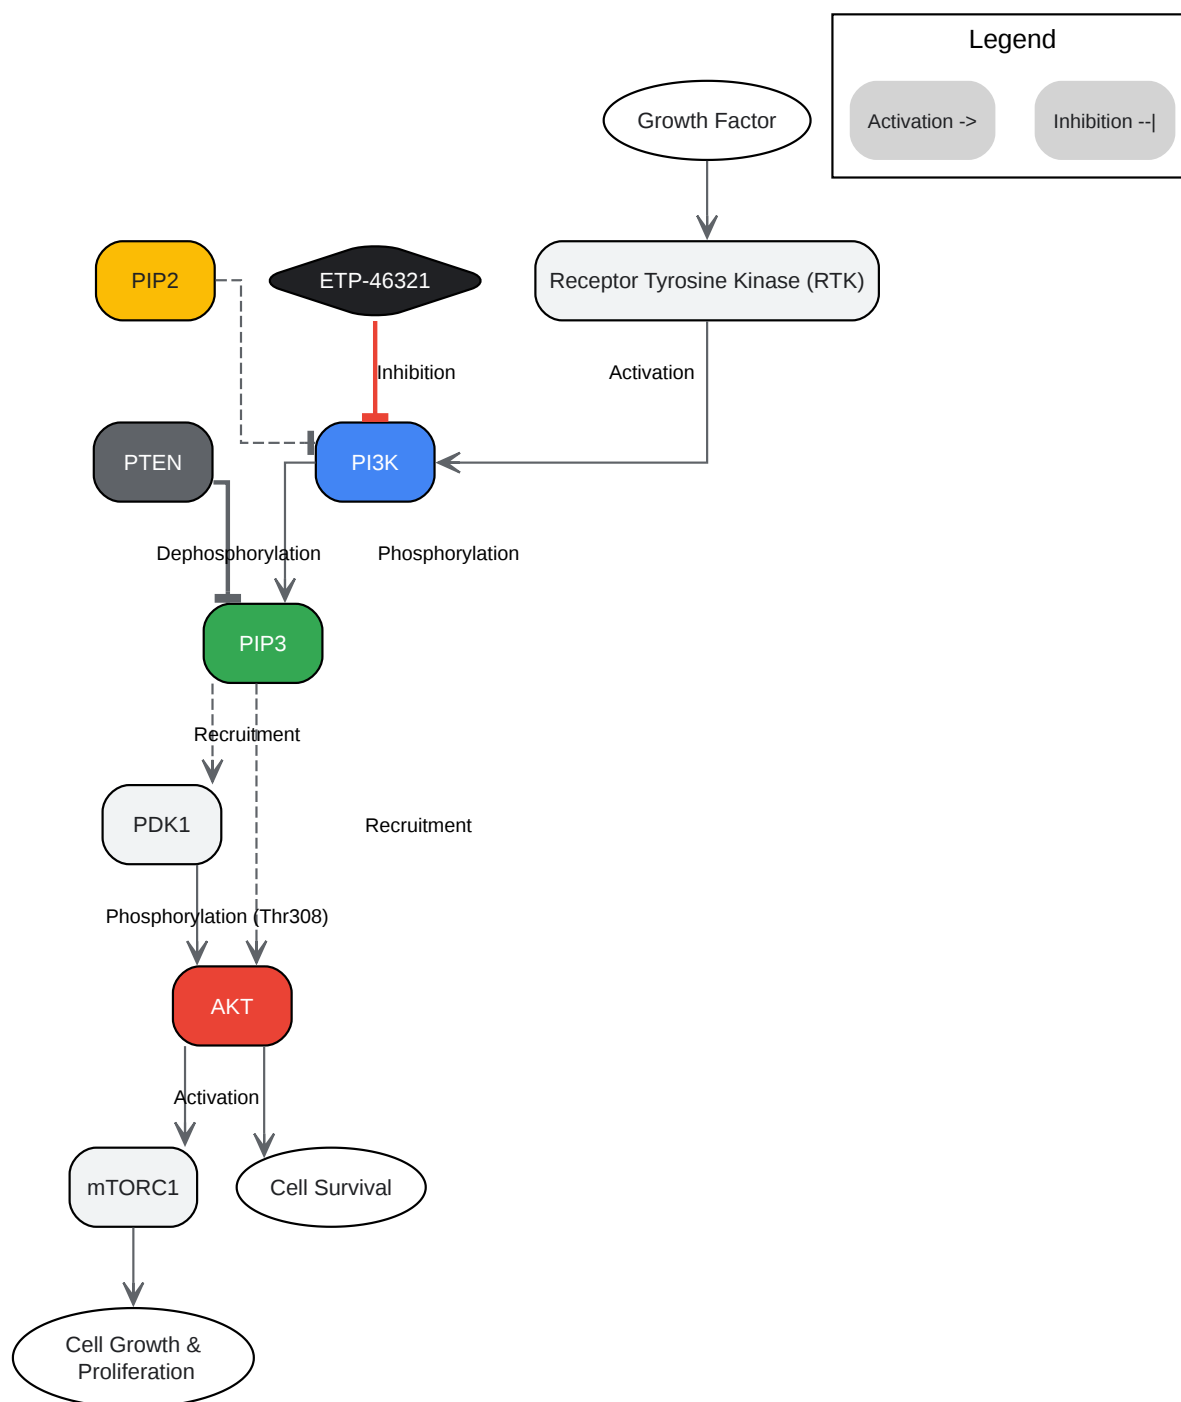 Legend
Activation ->
Inhibition --|
Growth Factor
PIP2
ETP-46321
Receptor Tyrosine Kinase (RTK)
Inhibition
Activation
PTEN
PI3K
Dephosphorylation
Phosphorylation
PIP3
Recruitment
PDK1
Recruitment
Phosphorylation (Thr308)
AKT
Activation
mTORC1
Cell Survival
Cell Growth &
Proliferation